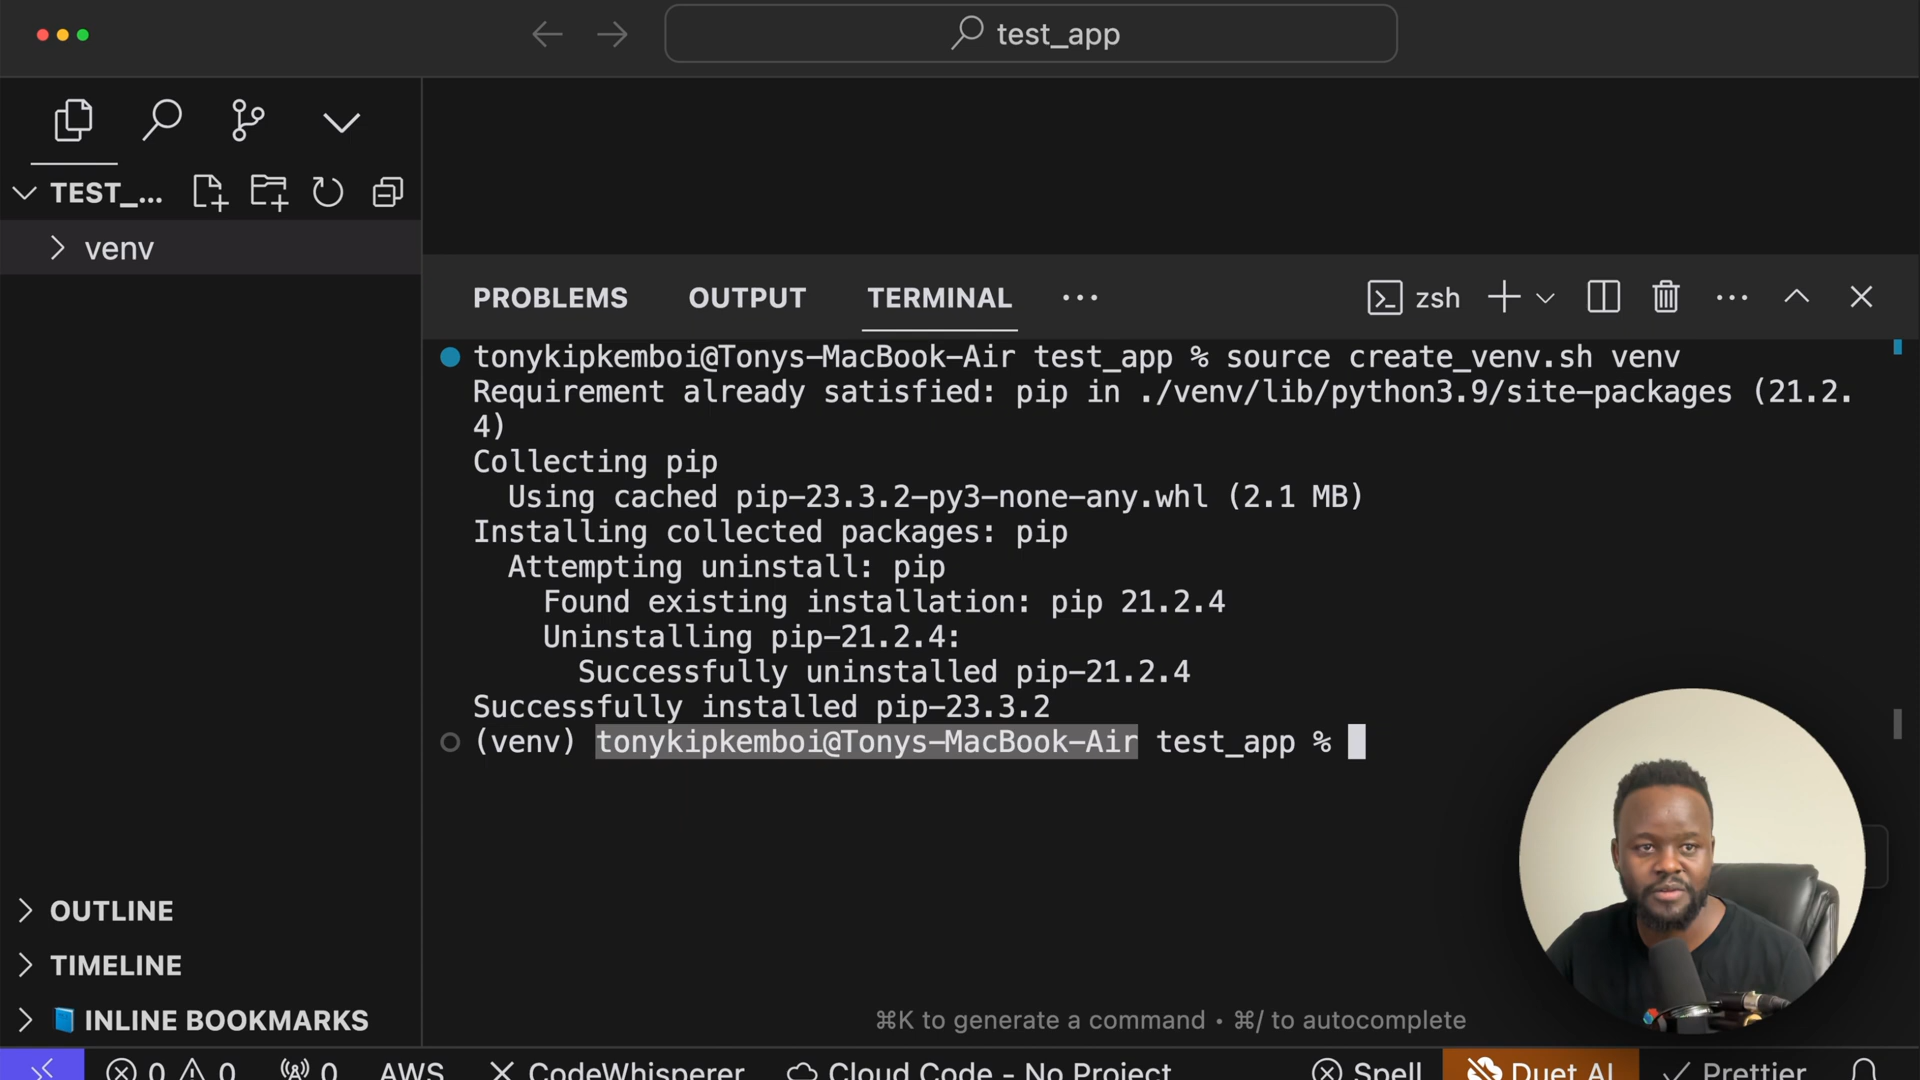 test_app
TEST_...
venv
PROBLEMS OUTPUT TERMINAL ... zsh
tonykipkemboi@Tonys-MacBook-Air test_app % source create_venv.sh venv
Requirement already satisfied: pip in ./venv/lib/python3.9/site-packages (21.2.
4)
Collecting pip
Using cached pip-23.3.2-py3-none-any.whl (2.1 MB)
Installing collected packages: pip
Attempting uninstall: pip
Found existing installation: pip 21.2.4
Uninstalling pip-21.2.4:
Successfully uninstalled pip-21.2.4
Successfully installed pip-23.3.2
(venv) tonykipkemboi@Tonys-MacBook-Air test_app %
OUTLINE
TIMELINE
INLINE BOOKMARKS
⌘K to generate a command • ⌘/ to autocomplete
0 0 0 AWS CodeWhisperer Cloud Code - No Project Spell Duet AI Prettier